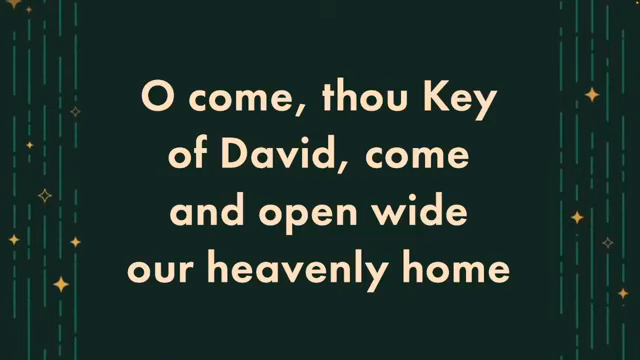 O come, thou Key
of David, come
and open wide
our heavenly home